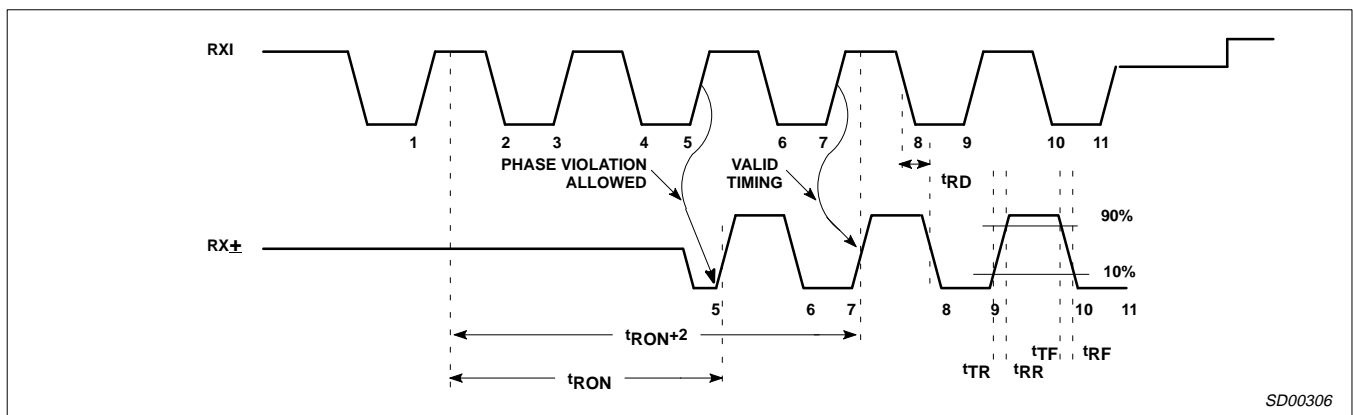 RXI
1 2 3 4 5 6 7 8 9 10 11
PHASE VIOLATION
ALLOWED
VALID
TIMING
tRD
90%
RX±
10%
5 6 7 8 9 10 11
tRON+2
tRON
tTR
tRR
tTF
tRF
SD00306